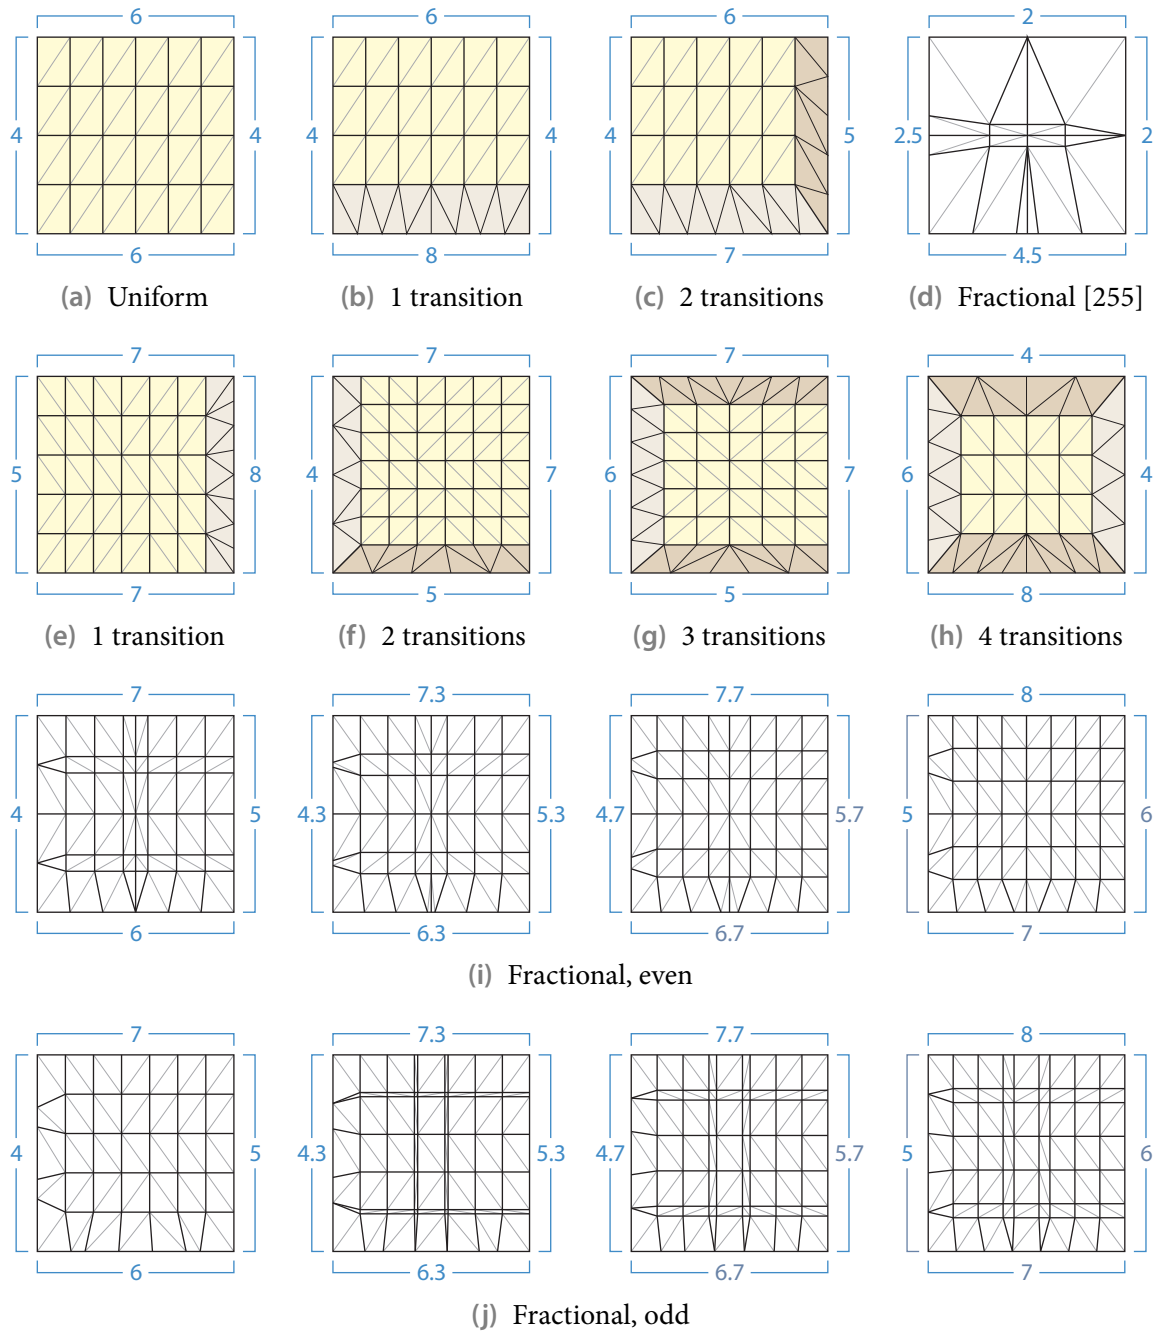 6 6 6 2
4 4 4 4 4 5 2.5 2
6 8 7 4.5
(a) Uniform (b) 1 transition (c) 2 transitions (d) Fractional [255]
7 7 7 4
5 8 4 7 6 7 6 4
7 5 5 8
(e) 1 transition (f) 2 transitions (g) 3 transitions (h) 4 transitions
7 7.3 7.7 8
4 5 4.3 5.3 4.7 5.7 5 6
6 6.3 6.7 7
(i) Fractional, even
7 7.3 7.7 8
4 5 4.3 5.3 4.7 5.7 5 6
6 6.3 6.7 7
(j) Fractional, odd